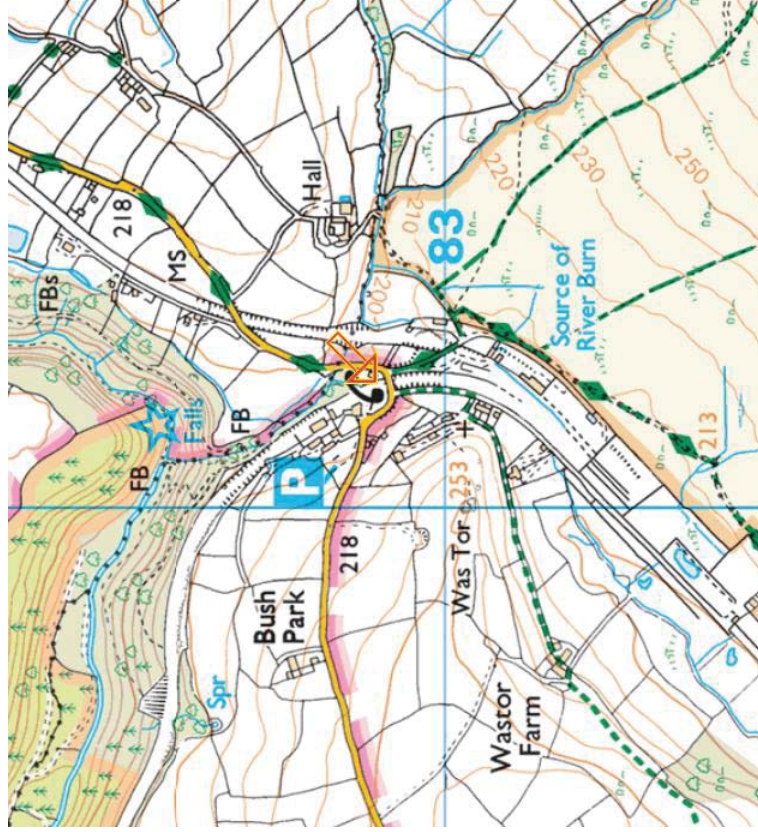 FBs
218
FB
MS
Falls
Spr
FB
Bush
Park
P
Hall
218
200
210
83
Was Tor 253
220
Wastor
Farm
Source of
River Burn
230
250
213